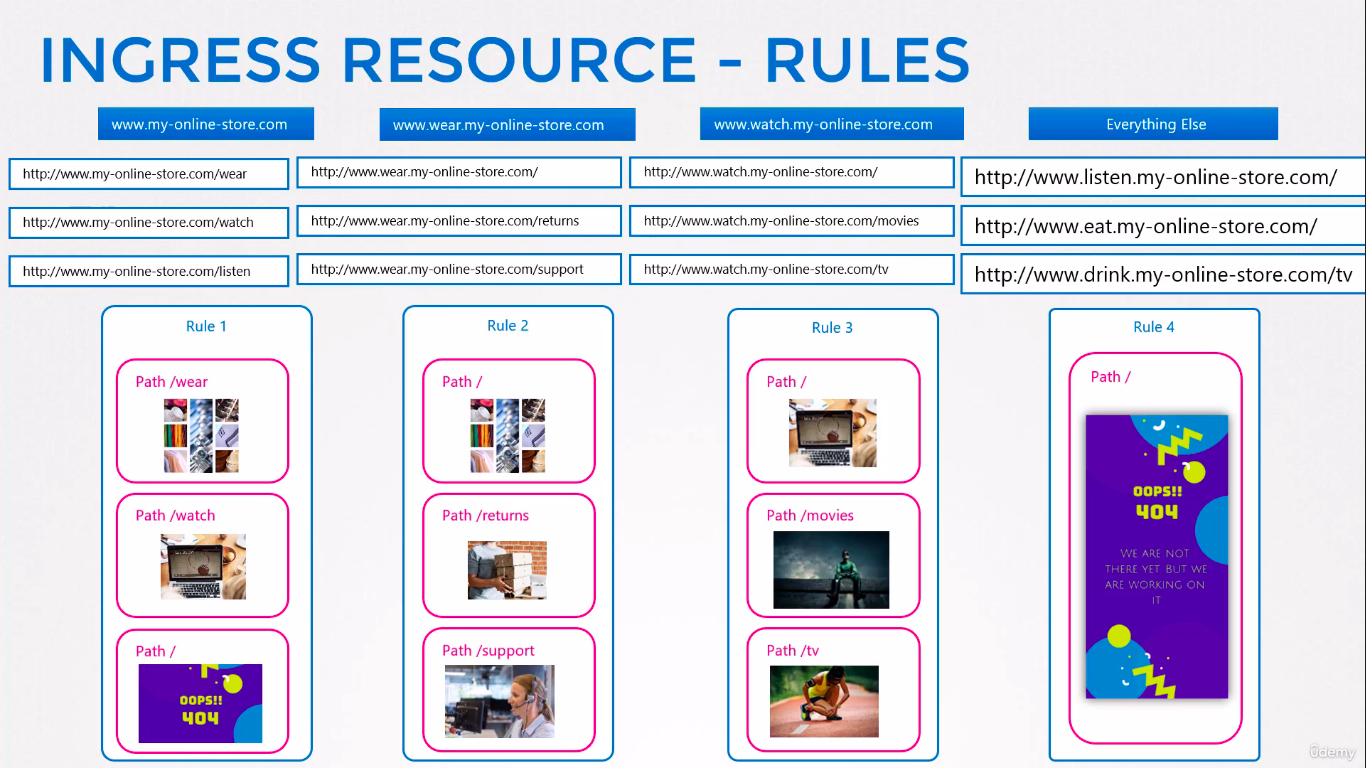 INGRESS RESOURCE - RULES
www.my-online-store.com
www.wear.my-online-store.com
www.watch.my-online-store.com
Everything Else
http://www.my-online-store.com/wear
http://www.my-online-store.com/watch
http://www.my-online-store.com/listen
http://www.wear.my-online-store.com/
http://www.wear.my-online-store.com/returns
http://www.wear.my-online-store.com/support
http://www.watch.my-online-store.com/
http://www.watch.my-online-store.com/movies
http://www.watch.my-online-store.com/tv
http://www.listen.my-online-store.com/
http://www.eat.my-online-store.com/
http://www.drink.my-online-store.com/tv
Rule 1
Path /wear
Path /watch
Path /
OOPS!!
404
Rule 2
Path /
Path /returns
Path /support
Rule 3
Path /
Path /movies
Path /tv
Rule 4
Path /
OOPS!!
404
WE ARE NOT
THERE YET BUT WE
ARE WORKING ON
IT
ûdemy